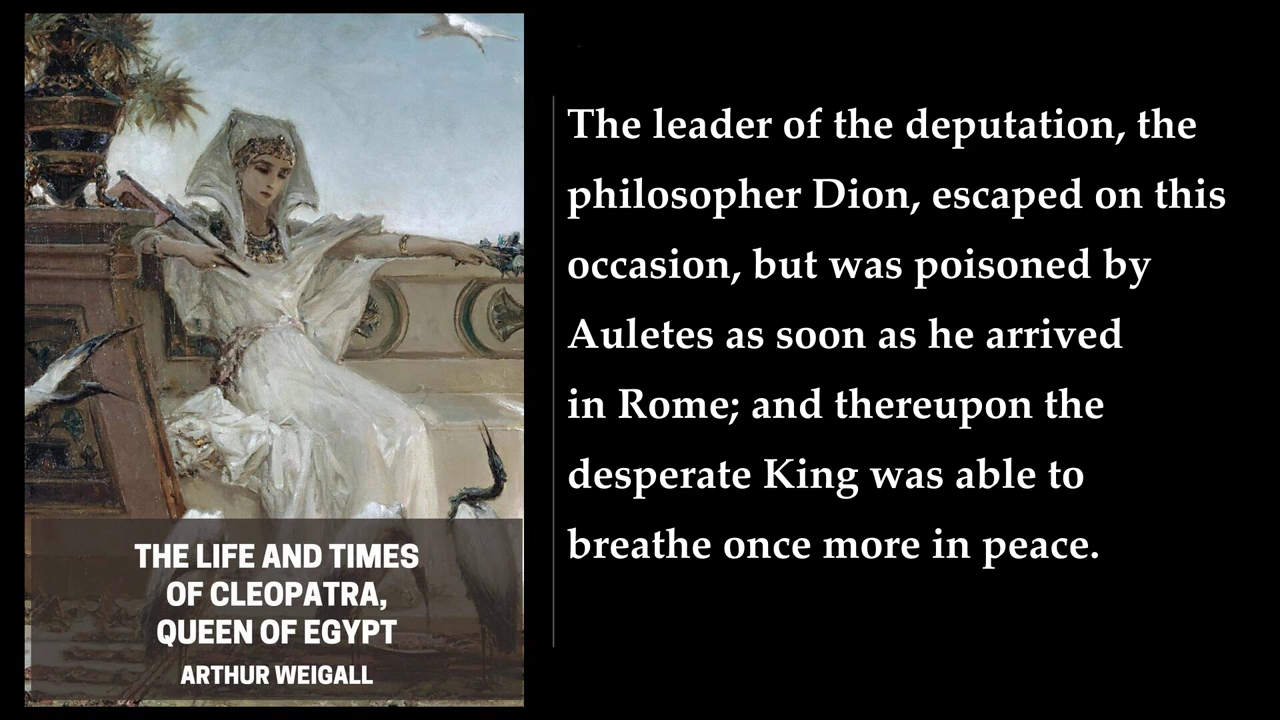 The leader of the deputation, the
philosopher Dion, escaped on this
occasion, but was poisoned by
Auletes as soon as he arrived
in Rome; and thereupon the
desperate King was able to
breathe once more in peace.
THE LIFE AND TIMES
OF CLEOPATRA,
QUEEN OF EGYPT
ARTHUR WEIGALL